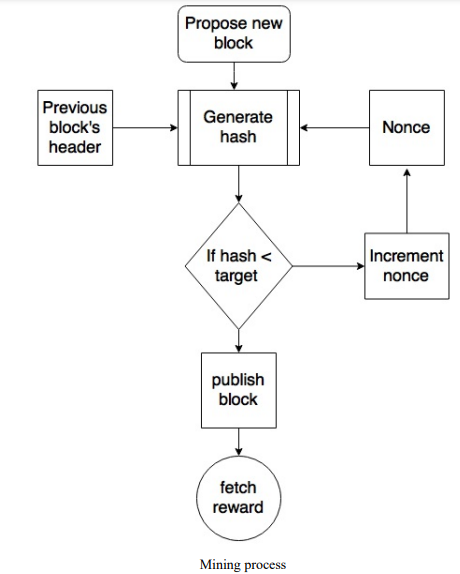 Propose new
block
Previous
block's
header
Generate
hash
Nonce
If hash <
target
Increment
nonce
publish
block
fetch
reward
Mining process